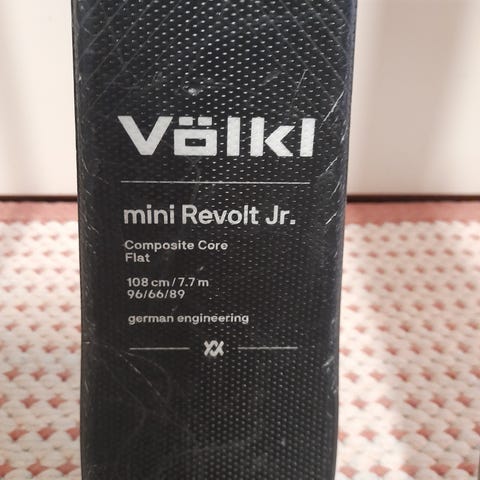 Völkl
mini Revolt Jr.
Composite Core
Flat
108 cm / 7.7 m
96/66/89
german engineering